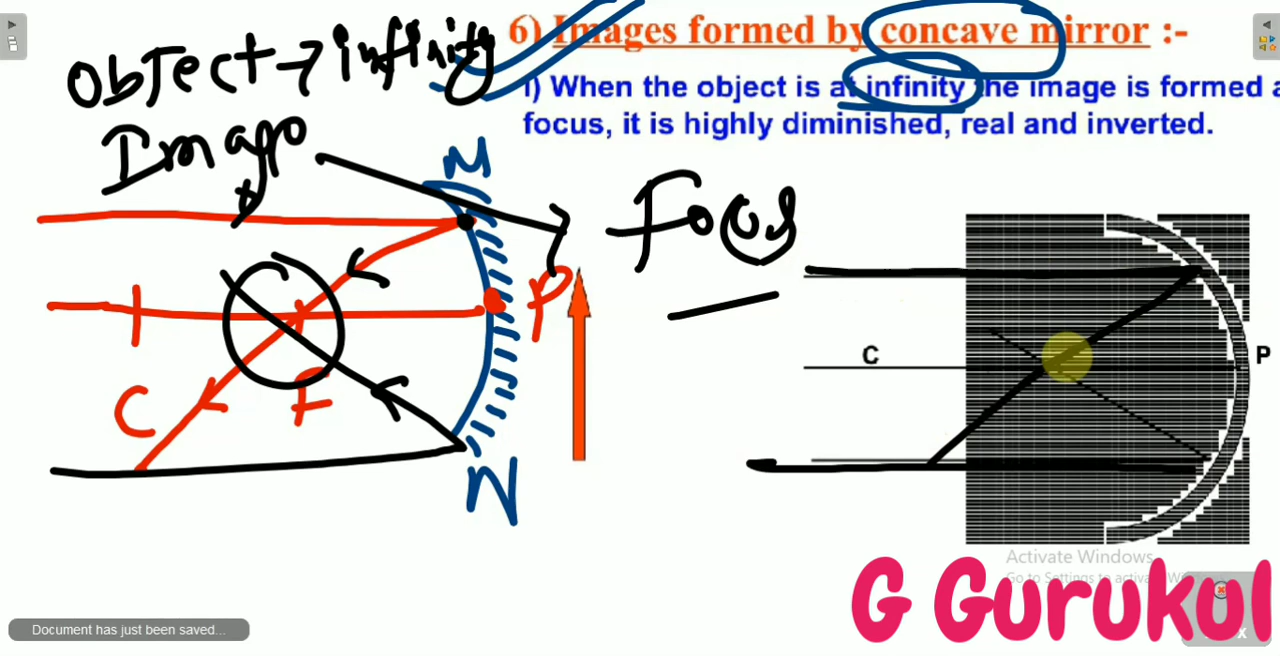 6) Images formed by concave mirror :-
i) When the object is at infinity the image is formed a
focus, it is highly diminished, real and inverted.
Object → infinity
Image
Focus
M
P
C
F
N
C
P
Activate Windows
Go to Settings to activate W
G Gurukul
Document has just been saved...
x